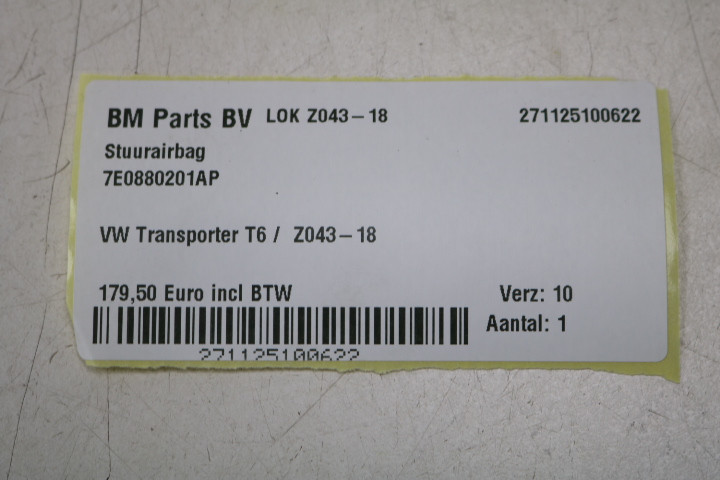 BM Parts BV LOK Z043-18 271125100622
Stuurairbag
7E0880201AP
VW Transporter T6 / Z043-18
179,50 Euro incl BTW Verz: 10
Aantal: 1
271125100622